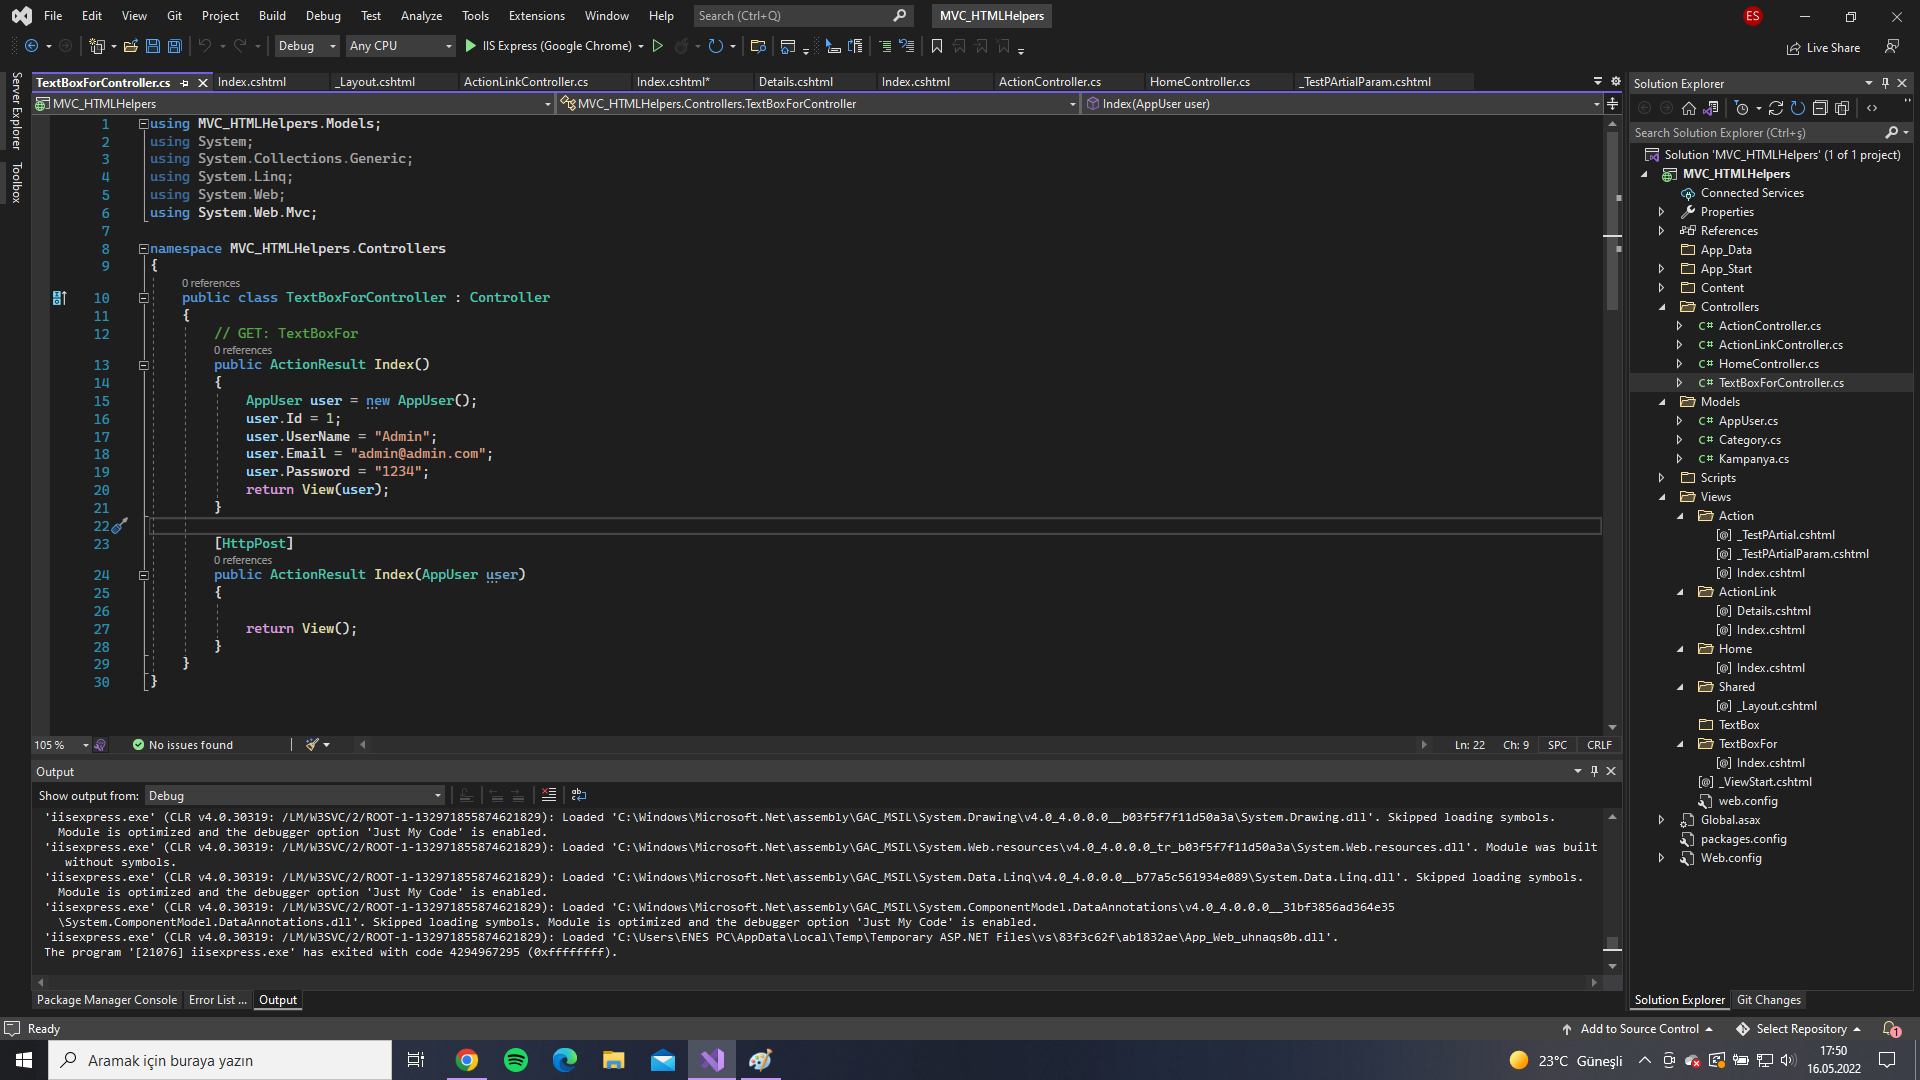 File Edit View Git Project Build Debug Test Analyze Tools Extensions Window Help Search (Ctrl+Q) MVC_HTMLHelpers ES
Debug Any CPU IIS Express (Google Chrome) Live Share
Server Explorer
Toolbox
TextBoxForController.cs Index.cshtml _Layout.cshtml ActionLinkController.cs Index.cshtml* Details.cshtml Index.cshtml ActionController.cs HomeController.cs _TestPArtialParam.cshtml
MVC_HTMLHelpers MVC_HTMLHelpers.Controllers.TextBoxForController Index(AppUser user)
1 using MVC_HTMLHelpers.Models;
2 using System;
3 using System.Collections.Generic;
4 using System.Linq;
5 using System.Web;
6 using System.Web.Mvc;
7
8 namespace MVC_HTMLHelpers.Controllers
9 {
0 references
10 public class TextBoxForController : Controller
11 {
12 // GET: TextBoxFor
0 references
13 public ActionResult Index()
14 {
15 AppUser user = new AppUser();
16 user.Id = 1;
17 user.UserName = "Admin";
18 user.Email = "admin@admin.com";
19 user.Password = "1234";
20 return View(user);
21 }
22
23 [HttpPost]
0 references
24 public ActionResult Index(AppUser user)
25 {
26
27 return View();
28 }
29 }
30 }
105 % No issues found Ln: 22 Ch: 9 SPC CRLF
Output
Show output from: Debug
'iisexpress.exe' (CLR v4.0.30319: /LM/W3SVC/2/ROOT-1-132971855874621829): Loaded 'C:\Windows\Microsoft.Net\assembly\GAC_MSIL\System.Drawing\v4.0_4.0.0.0__b03f5f7f11d50a3a\System.Drawing.dll'. Skipped loading symbols.
Module is optimized and the debugger option 'Just My Code' is enabled.
'iisexpress.exe' (CLR v4.0.30319: /LM/W3SVC/2/ROOT-1-132971855874621829): Loaded 'C:\Windows\Microsoft.Net\assembly\GAC_MSIL\System.Web.resources\v4.0_4.0.0.0_tr_b03f5f7f11d50a3a\System.Web.resources.dll'. Module was built
without symbols.
'iisexpress.exe' (CLR v4.0.30319: /LM/W3SVC/2/ROOT-1-132971855874621829): Loaded 'C:\Windows\Microsoft.Net\assembly\GAC_MSIL\System.Data.Linq\v4.0_4.0.0.0__b77a5c561934e089\System.Data.Linq.dll'. Skipped loading symbols.
Module is optimized and the debugger option 'Just My Code' is enabled.
'iisexpress.exe' (CLR v4.0.30319: /LM/W3SVC/2/ROOT-1-132971855874621829): Loaded 'C:\Windows\Microsoft.Net\assembly\GAC_MSIL\System.ComponentModel.DataAnnotations\v4.0_4.0.0.0__31bf3856ad364e35
\System.ComponentModel.DataAnnotations.dll'. Skipped loading symbols. Module is optimized and the debugger option 'Just My Code' is enabled.
'iisexpress.exe' (CLR v4.0.30319: /LM/W3SVC/2/ROOT-1-132971855874621829): Loaded 'C:\Users\ENES PC\AppData\Local\Temp\Temporary ASP.NET Files\vs\83f3c62f\ab1832ae\App_Web_uhnaqs0b.dll'.
The program '[21076] iisexpress.exe' has exited with code 4294967295 (0xffffffff).
Package Manager Console Error List ... Output
Solution Explorer
Search Solution Explorer (Ctrl+ş)
Solution 'MVC_HTMLHelpers' (1 of 1 project)
MVC_HTMLHelpers
Connected Services
Properties
References
App_Data
App_Start
Content
Controllers
C# ActionController.cs
C# ActionLinkController.cs
C# HomeController.cs
C# TextBoxForController.cs
Models
C# AppUser.cs
C# Category.cs
C# Kampanya.cs
Scripts
Views
Action
[@] _TestPArtial.cshtml
[@] _TestPArtialParam.cshtml
[@] Index.cshtml
ActionLink
[@] Details.cshtml
[@] Index.cshtml
Home
[@] Index.cshtml
Shared
[@] _Layout.cshtml
TextBox
TextBoxFor
[@] Index.cshtml
[@] _ViewStart.cshtml
web.config
Global.asax
packages.config
Web.config
Solution Explorer Git Changes
Ready Add to Source Control Select Repository 1
Aramak için buraya yazın 23°C Güneşli 17:50
16.05.2022